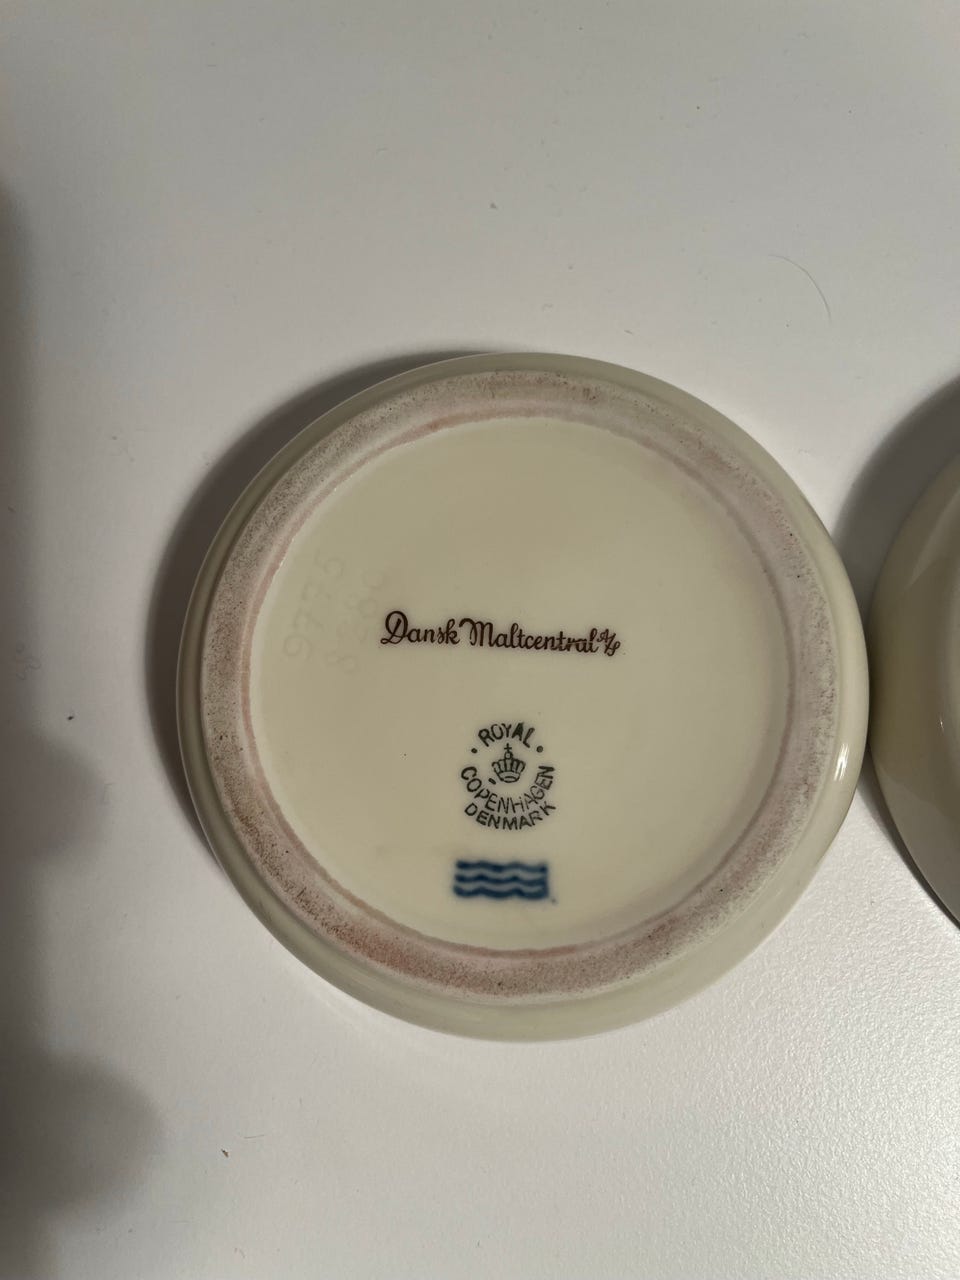 Dansk Maltcentral A/S
ROYAL
COPENHAGEN
DENMARK